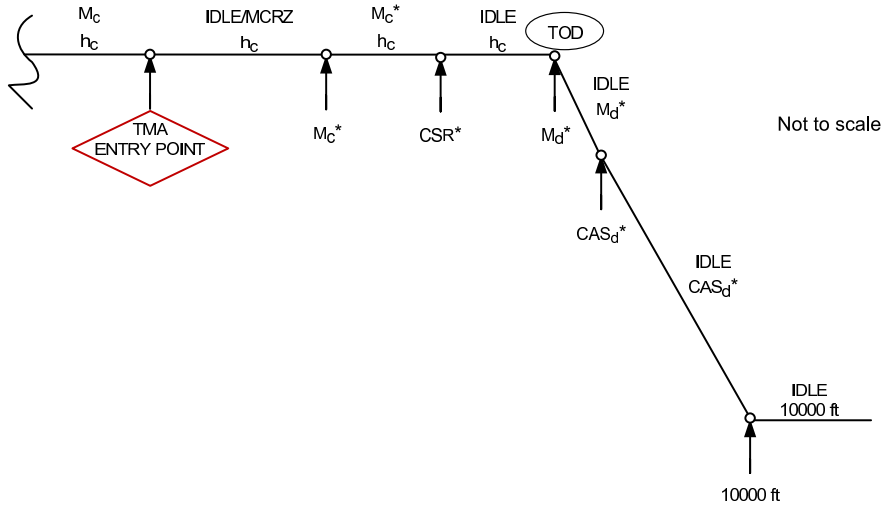 Mc
hc
IDLE/MCRZ
hc
Mc*
hc
IDLE
hc
TOD
IDLE
Md*
TMA
ENTRY POINT
Mc*
CSR*
Md*
Not to scale
CASd*
IDLE
CASd*
IDLE
10000 ft
10000 ft